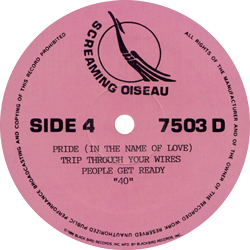 SCREAMING OISEAU
SIDE 4
7503 D
PRIDE (IN THE NAME OF LOVE)
TRIP THROUGH YOUR WIRES
PEOPLE GET READY
"40"
ALL RIGHTS OF THE MANUFACTURER AND OF THE OWNER OF THE RECORDED WORK RESERVED UNAUTHORIZED PUBLIC PERFORMANCE BROADCASTING AND COPYING OF THIS RECORD PROHIBITED